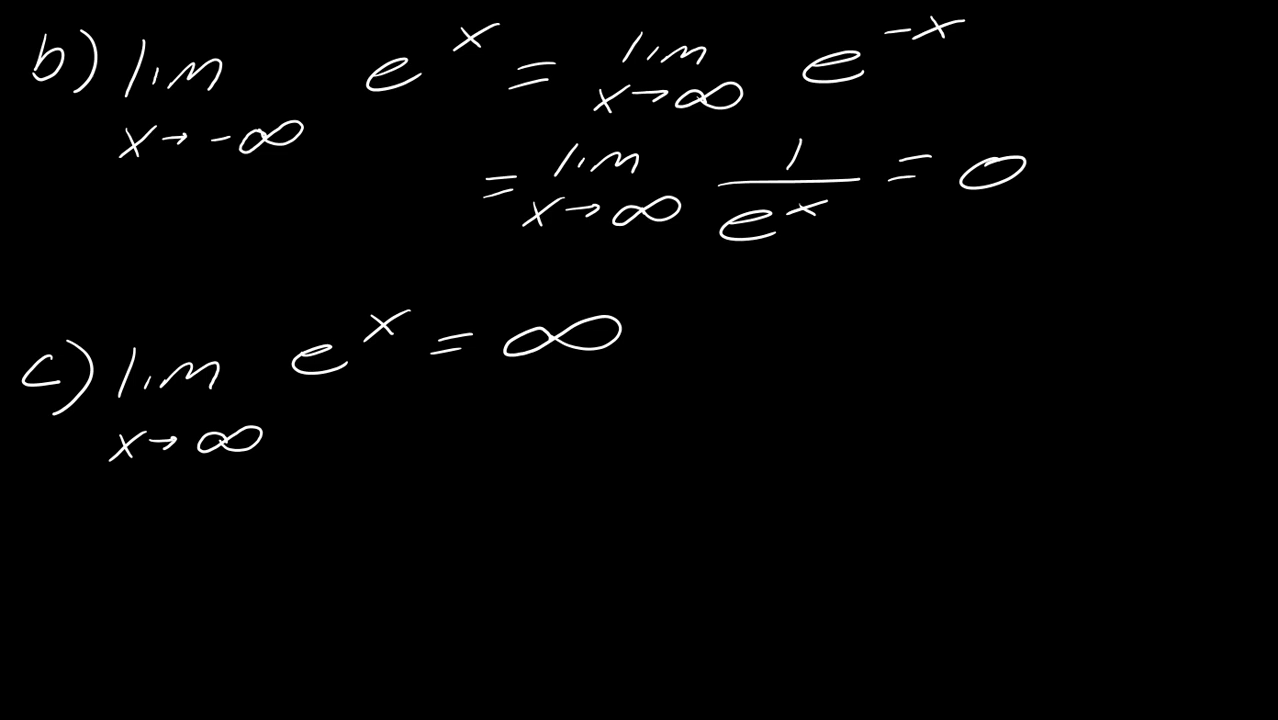 b) lim x→-∞ e^x = lim x→∞ e^-x
= lim x→∞ 1/e^x = 0
c) lim x→∞ e^x = ∞